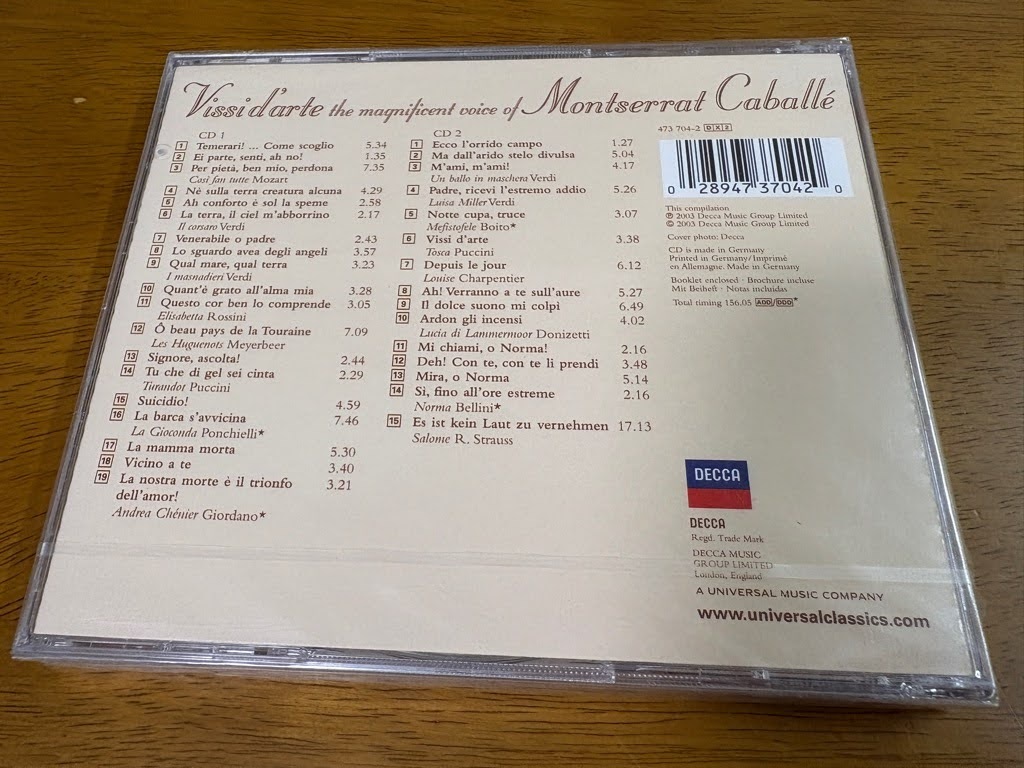 Vissi d'arte the magnificent voice of Montserrat Caballé
CD 1
1 Temerari! ... Come scoglio 5.34
2 Ei parte, senti, ah no! 1.35
3 Per pietà, ben mio, perdona 7.35
Così fan tutte Mozart
4 Nè sulla terra creatura alcuna 4.29
5 Ah conforto è sol la speme 2.58
6 La terra, il ciel m'abborrino 2.17
Il corsaro Verdi
7 Venerabile o padre 2.43
8 Lo sguardo avea degli angeli 3.57
9 Qual mare, qual terra 3.23
I masnadieri Verdi
10 Quant'è grato all'alma mia 3.28
11 Questo cor ben lo comprende 3.05
Elisabetta Rossini
12 Ô beau pays de la Touraine 7.09
Les Huguenots Meyerbeer
13 Signore, ascolta! 2.44
14 Tu che di gel sei cinta 2.29
Turandot Puccini
15 Suicidio! 4.59
16 La barca s'avvicina 7.46
La Gioconda Ponchielli★
17 La mamma morta 5.30
18 Vicino a te 3.40
19 La nostra morte è il trionfo 3.21
dell'amor!
Andrea Chénier Giordano★
CD 2
1 Ecco l'orrido campo 1.27
2 Ma dall'arido stelo divulsa 5.04
3 M'ami, m'ami! 4.17
Un ballo in maschera Verdi
4 Padre, ricevi l'estremo addio 5.26
Luisa Miller Verdi
5 Notte cupa, truce 3.07
Mefistofele Boito★
6 Vissi d'arte 3.38
Tosca Puccini
7 Depuis le jour 6.12
Louise Charpentier
8 Ah! Verranno a te sull'aure 5.27
9 Il dolce suono mi colpì 6.49
10 Ardon gli incensi 4.02
Lucia di Lammermoor Donizetti
11 Mi chiami, o Norma! 2.16
12 Deh! Con te, con te li prendi 3.48
13 Mira, o Norma 5.14
14 Sì, fino all'ore estreme 2.16
Norma Bellini★
15 Es ist kein Laut zu vernehmen 17.13
Salome R. Strauss
473 704-2 DX2
0 28947 37042 0
This compilation
℗ 2003 Decca Music Group Limited
© 2003 Decca Music Group Limited
Cover photo: Decca
CD is made in Germany
Printed in Germany/Imprimé
en Allemagne. Made in Germany
Booklet enclosed · Brochure incluse
Mit Beiheft · Notas incluidas
Total timing 156.05 ADD/DDD★
DECCA
DECCA
Regd. Trade Mark
DECCA MUSIC
GROUP LIMITED
London, England
A UNIVERSAL MUSIC COMPANY
www.universalclassics.com